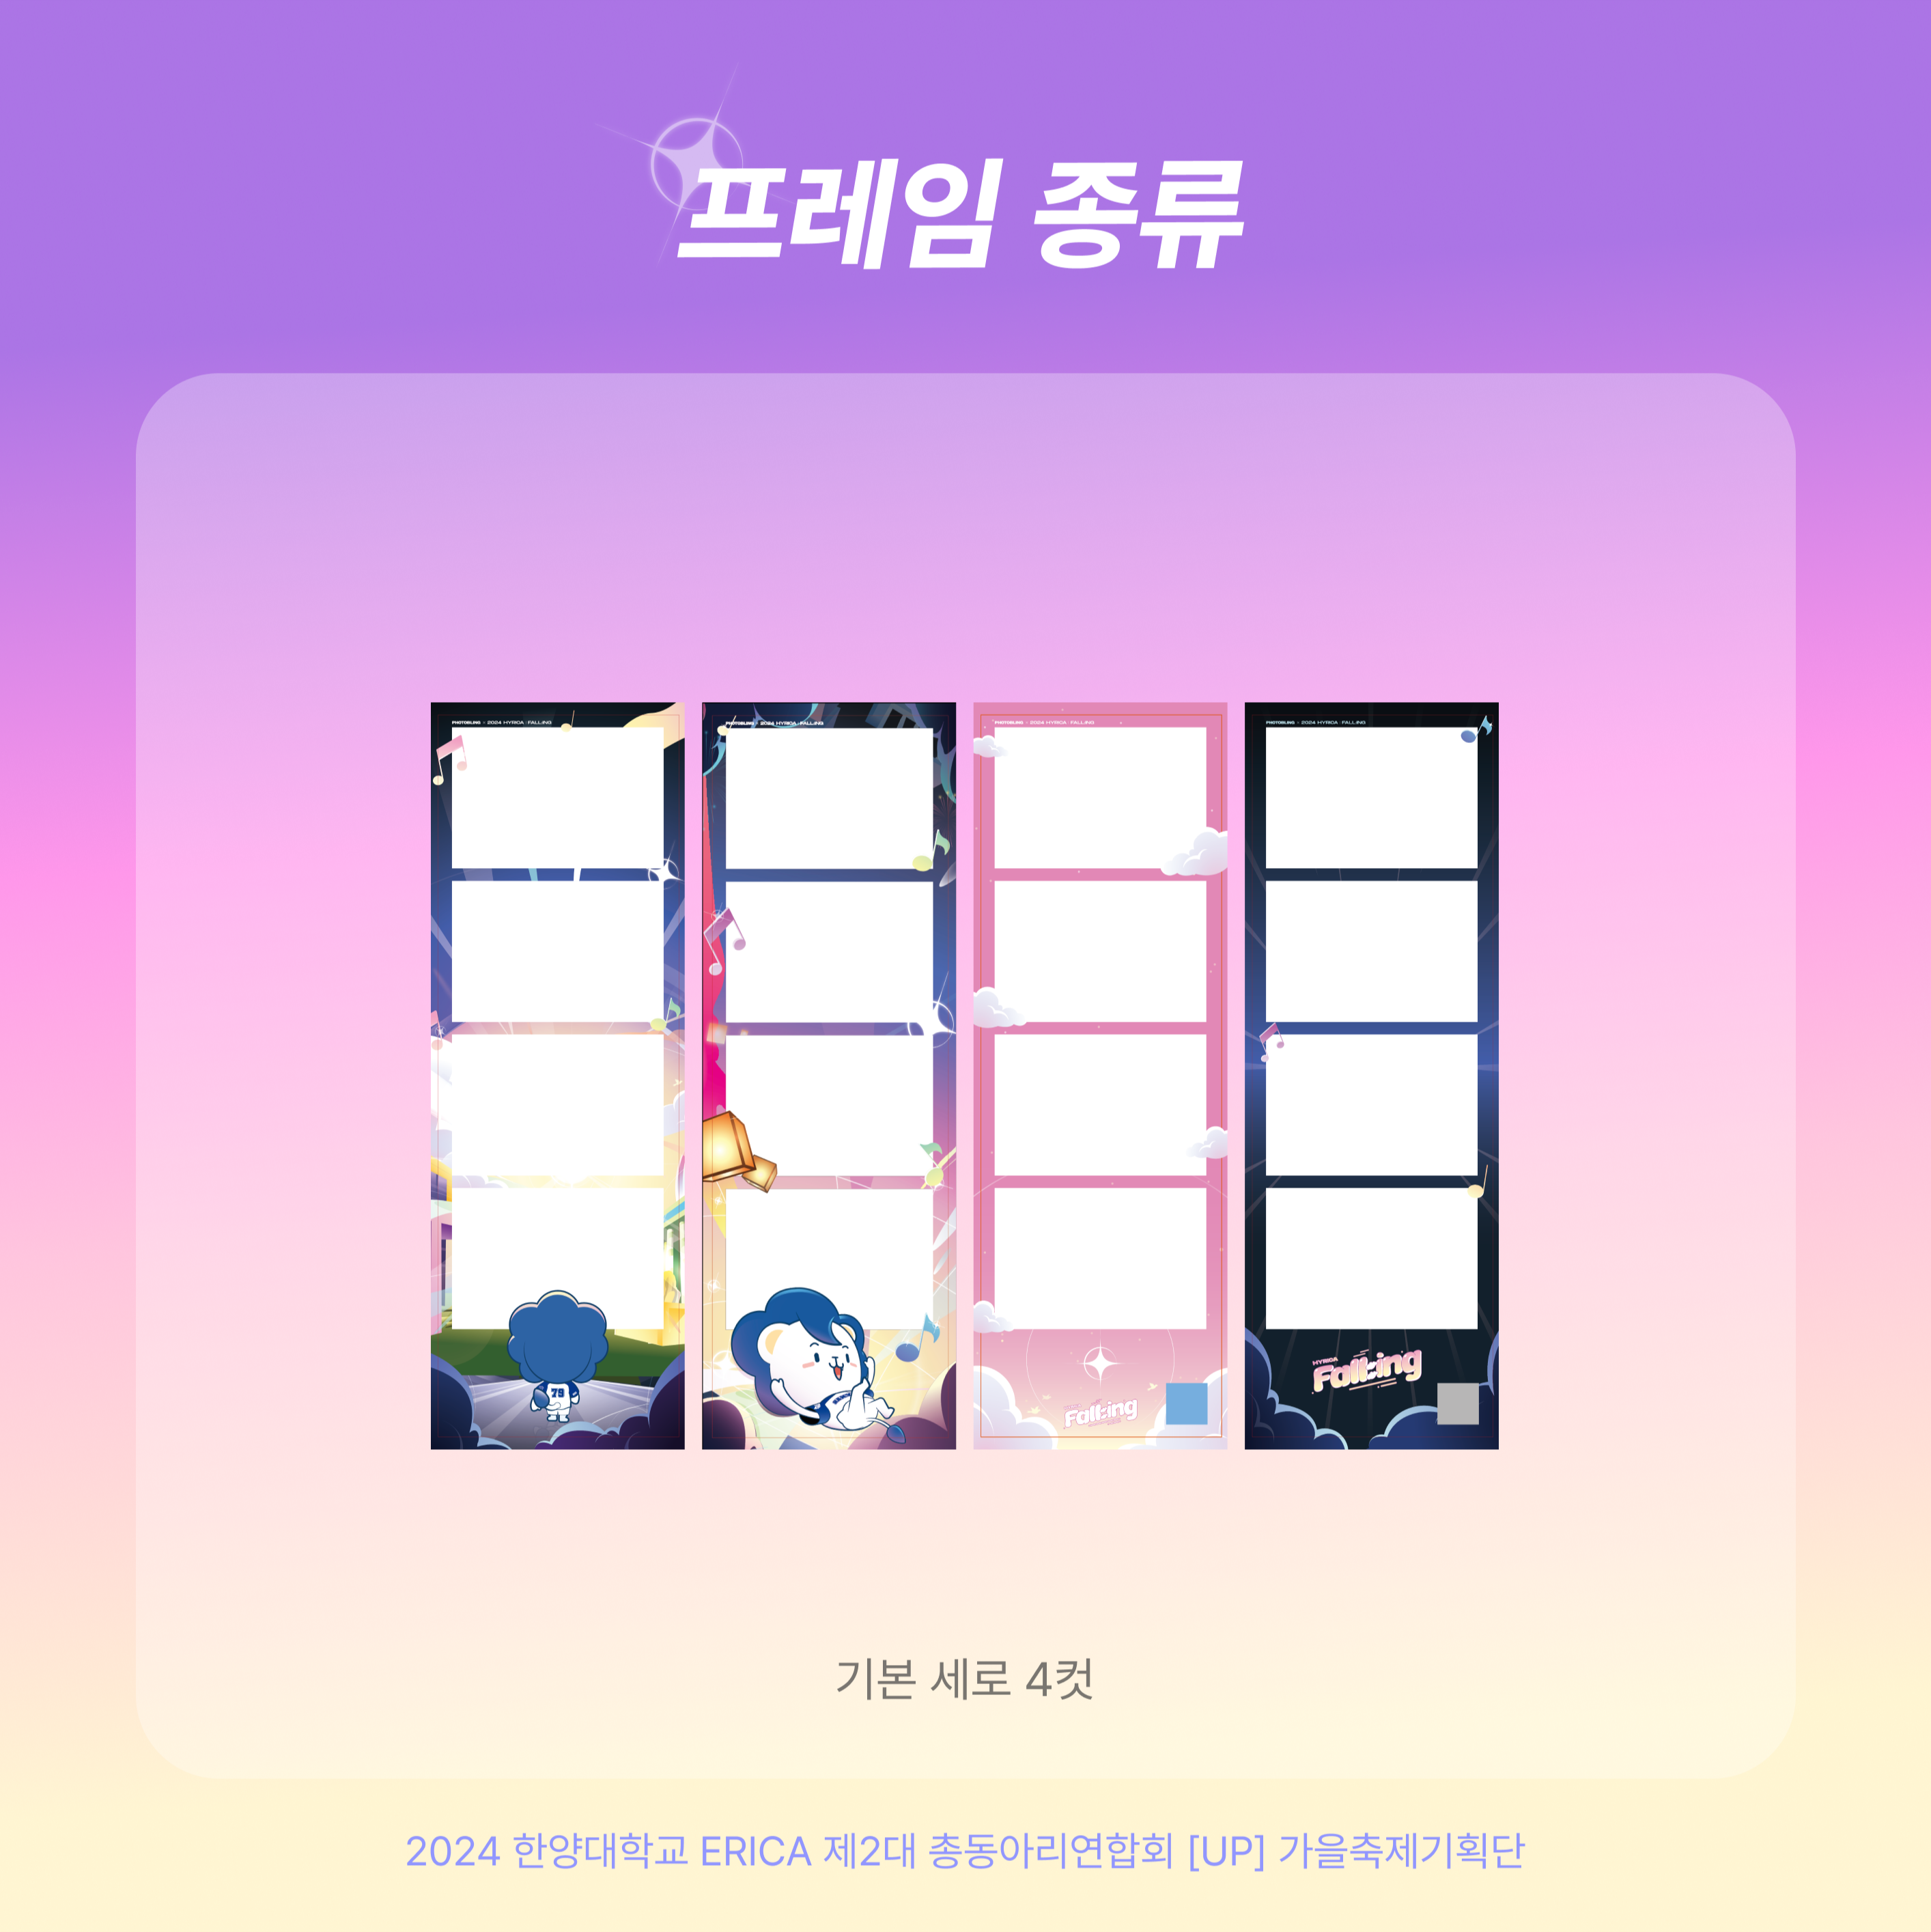 프레임 종류
PHOTOBLING × 2024 HYRICA : FALLING
PHOTOBLING × 2024 HYRICA : FALLING
PHOTOBLING × 2024 HYRICA : FALLING
PHOTOBLING × 2024 HYRICA : FALLING
79
Fall:ing
HYRICA
Fall:ing
기본 세로 4컷
2024 한양대학교 ERICA 제2대 총동아리연합회 [UP] 가을축제기획단